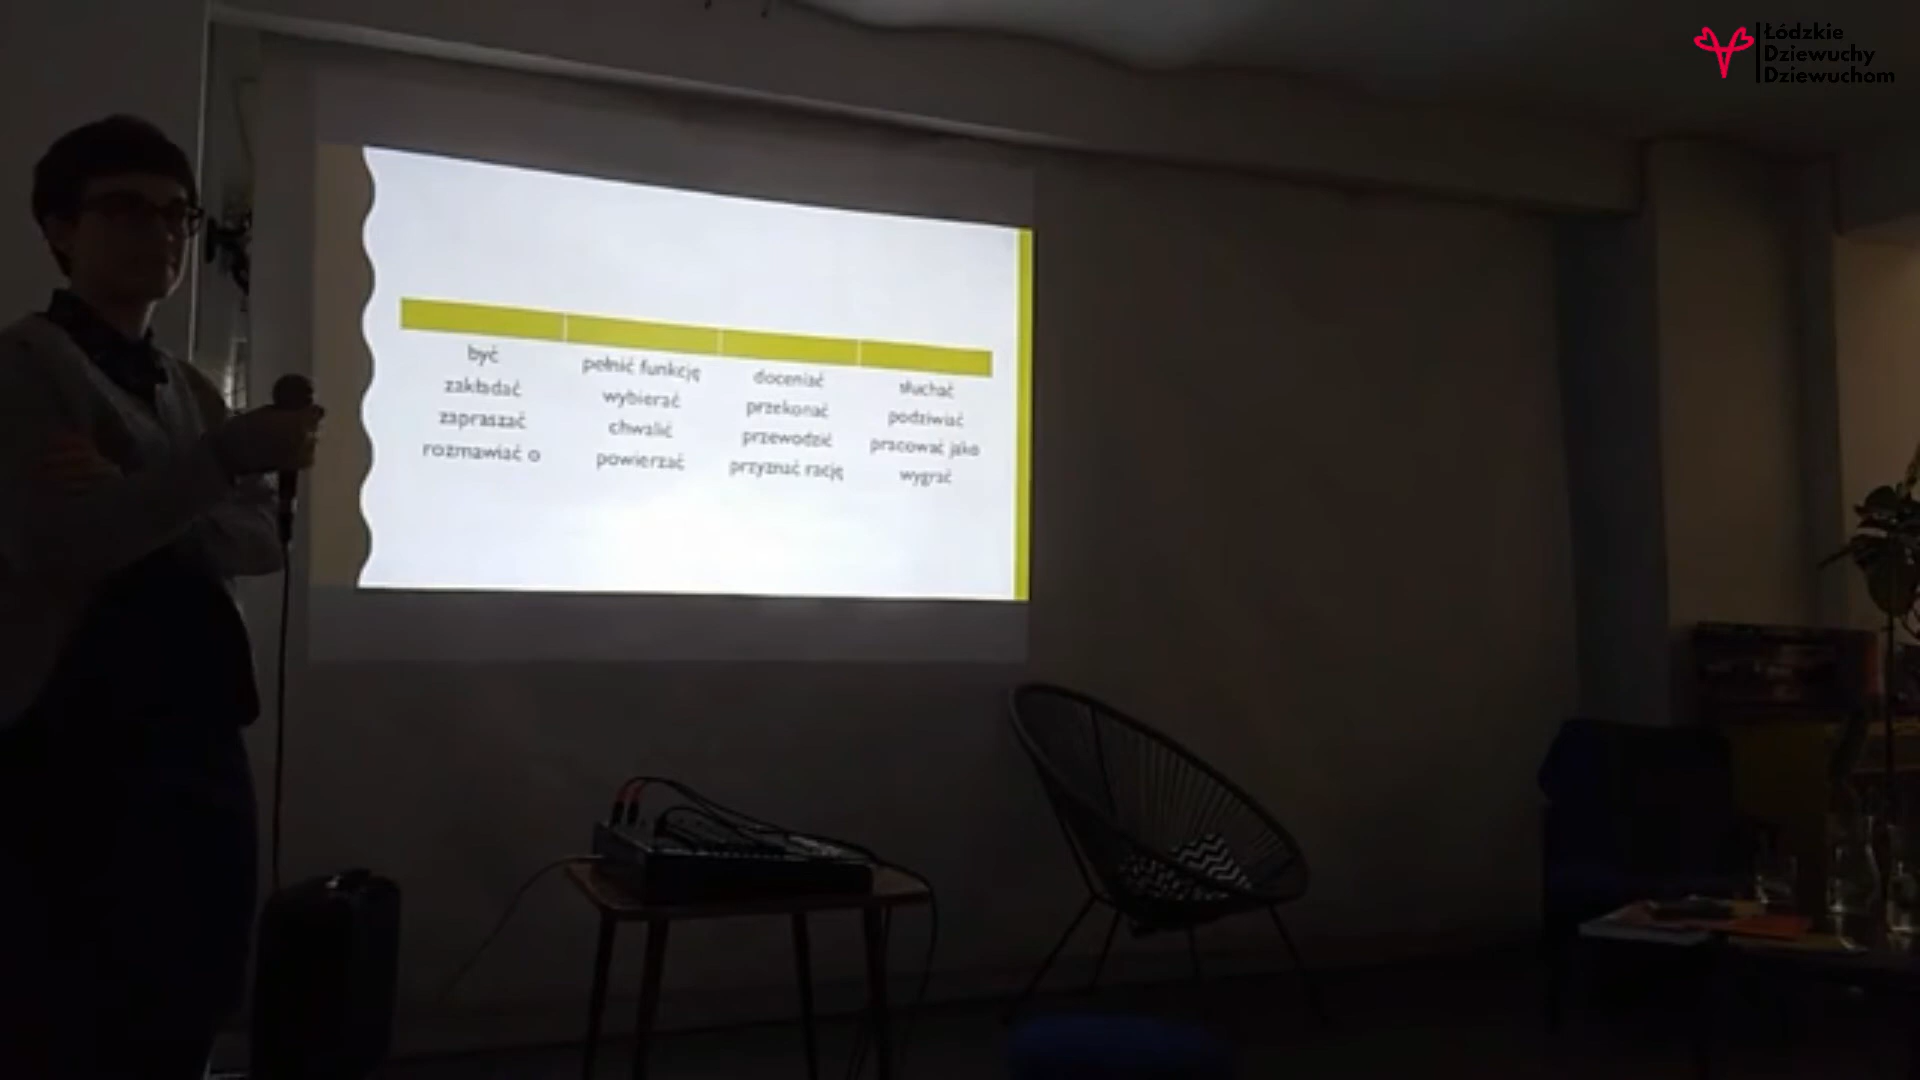 Łódzkie
Dziewuchy
Dziewuchom
być pełnić funkcję doceniać słuchać
zakładać wybierać przekonać podziwiać
zapraszać chwalić przewodzić pracować jako
rozmawiać o powierzać przyznać rację wygrać